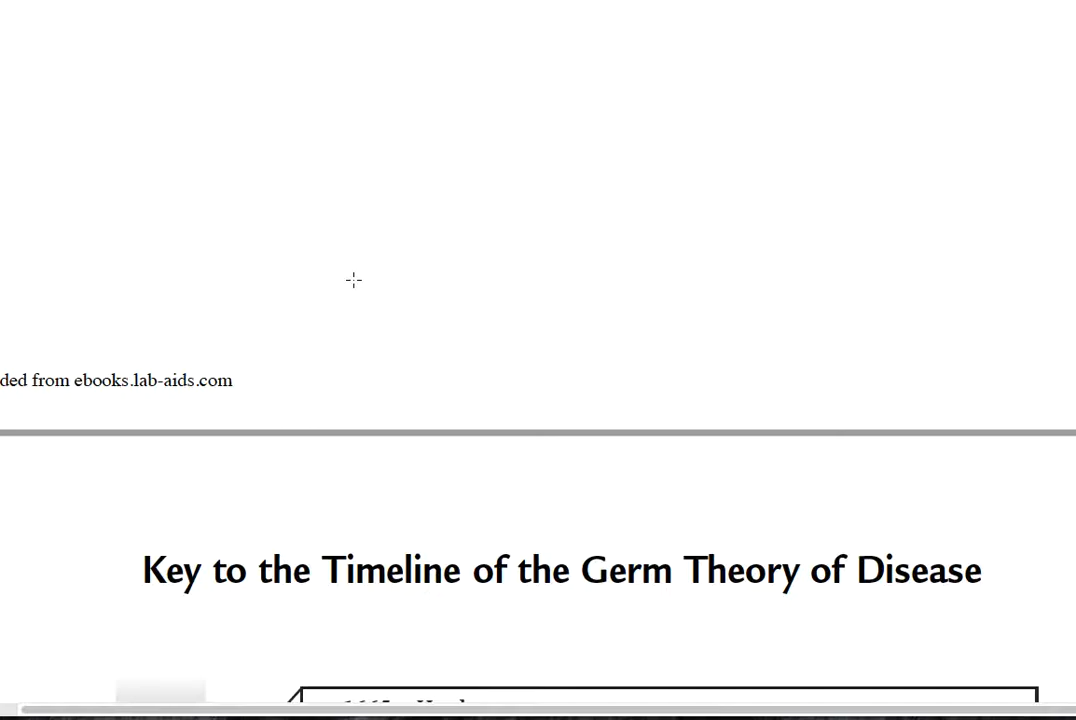 ded from ebooks.lab-aids.com
Key to the Timeline of the Germ Theory of Disease